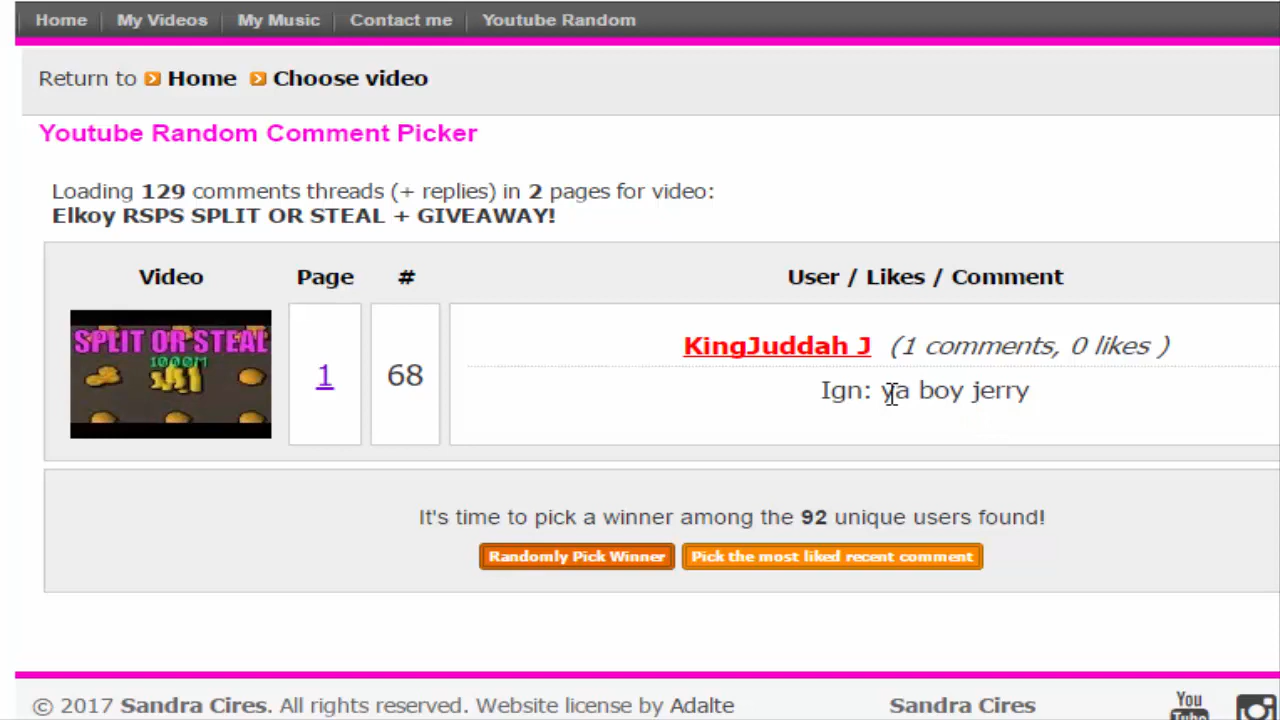 Home My Videos My Music Contact me Youtube Random
Return to Home Choose video
Youtube Random Comment Picker
Loading 129 comments threads (+ replies) in 2 pages for video:
Elkoy RSPS SPLIT OR STEAL + GIVEAWAY!
Video Page # User / Likes / Comment
SPLIT OR STEAL
1000M
1 68
KingJuddah J (1 comments, 0 likes )
Ign: ya boy jerry
It's time to pick a winner among the 92 unique users found!
Randomly Pick Winner Pick the most liked recent comment
© 2017 Sandra Cires. All rights reserved. Website license by Adalte
Sandra Cires
You